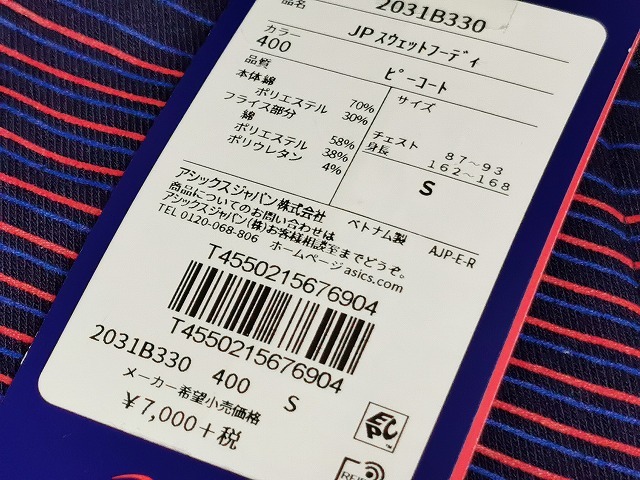 品名
2031B330
JPスウェットフーディ
カラー
400
ピーコート
品質
本体綿 70%
ポリエステル 30%
フライス部分
綿 58%
ポリエステル 38%
ポリウレタン 4%
サイズ
チェスト 87～93
身長 162～168
S
アシックスジャパン株式会社 ベトナム製 AJP-E-R
商品についてのお問い合わせは
アシックスジャパン(株)お客様相談室までどうぞ。
TEL 0120-068-806 ホームページasics.com
T4550215676904
T4550215676904
2031B330 400 S
メーカー希望小売価格
￥7,000+税